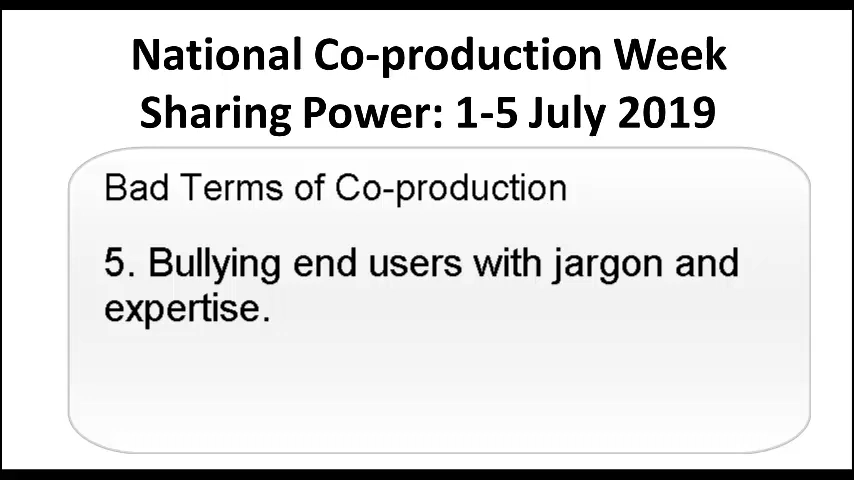 National Co-production Week
Sharing Power: 1-5 July 2019
Bad Terms of Co-production
5. Bullying end users with jargon and
expertise.